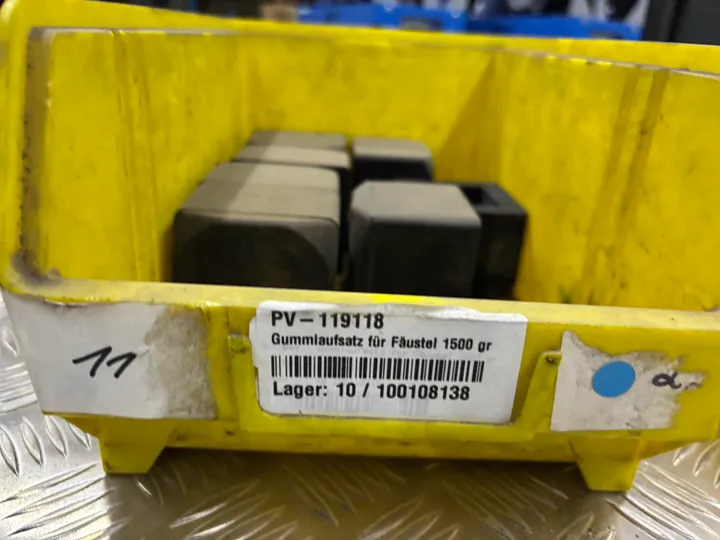 PV-119118
Gummiaufsatz für Fäustel 1500 gr
Lager: 10 / 100108138
11
α